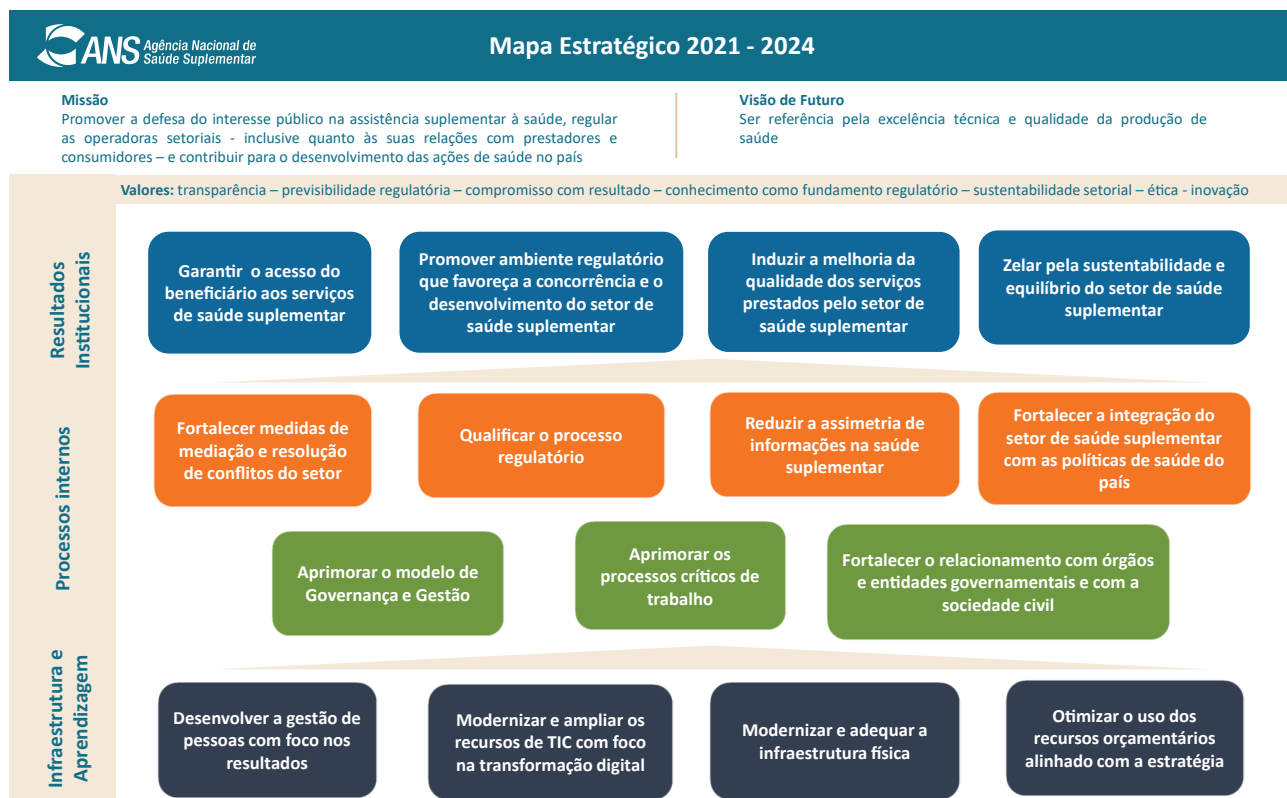 ANS Agência Nacional de
Saúde Suplementar
Mapa Estratégico 2021 - 2024
Missão
Promover a defesa do interesse público na assistência suplementar à saúde, regular
as operadoras setoriais - inclusive quanto às suas relações com prestadores e
consumidores – e contribuir para o desenvolvimento das ações de saúde no país
Visão de Futuro
Ser referência pela excelência técnica e qualidade da produção de
saúde
Valores: transparência – previsibilidade regulatória – compromisso com resultado – conhecimento como fundamento regulatório – sustentabilidade setorial – ética - inovação
Resultados
Institucionais
Garantir o acesso do
beneficiário aos serviços
de saúde suplementar
Promover ambiente regulatório
que favoreça a concorrência e o
desenvolvimento do setor de
saúde suplementar
Induzir a melhoria da
qualidade dos serviços
prestados pelo setor de
saúde suplementar
Zelar pela sustentabilidade e
equilíbrio do setor de saúde
suplementar
Processos internos
Fortalecer medidas de
mediação e resolução
de conflitos do setor
Qualificar o processo
regulatório
Reduzir a assimetria de
informações na saúde
suplementar
Fortalecer a integração do
setor de saúde suplementar
com as políticas de saúde do
país
Aprimorar o modelo de
Governança e Gestão
Aprimorar os
processos críticos de
trabalho
Fortalecer o relacionamento com órgãos
e entidades governamentais e com a
sociedade civil
Infraestrutura e
Aprendizagem
Desenvolver a gestão de
pessoas com foco nos
resultados
Modernizar e ampliar os
recursos de TIC com foco
na transformação digital
Modernizar e adequar a
infraestrutura física
Otimizar o uso dos
recursos orçamentários
alinhado com a estratégia